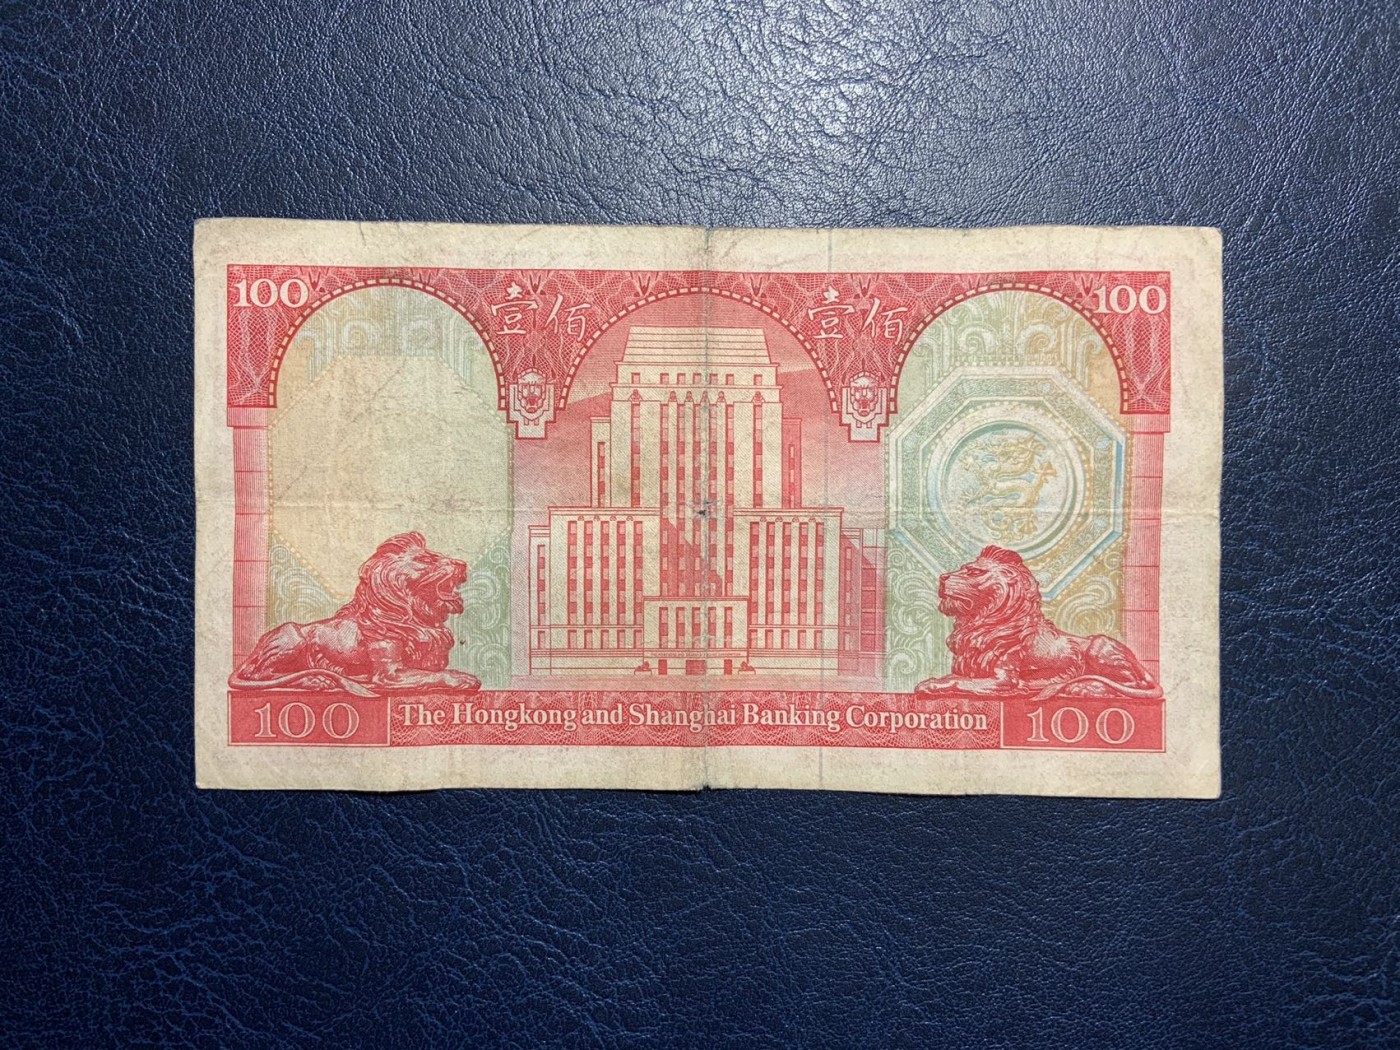 100 壹佰 壹佰 100
100 The Hongkong and Shanghai Banking Corporation 100